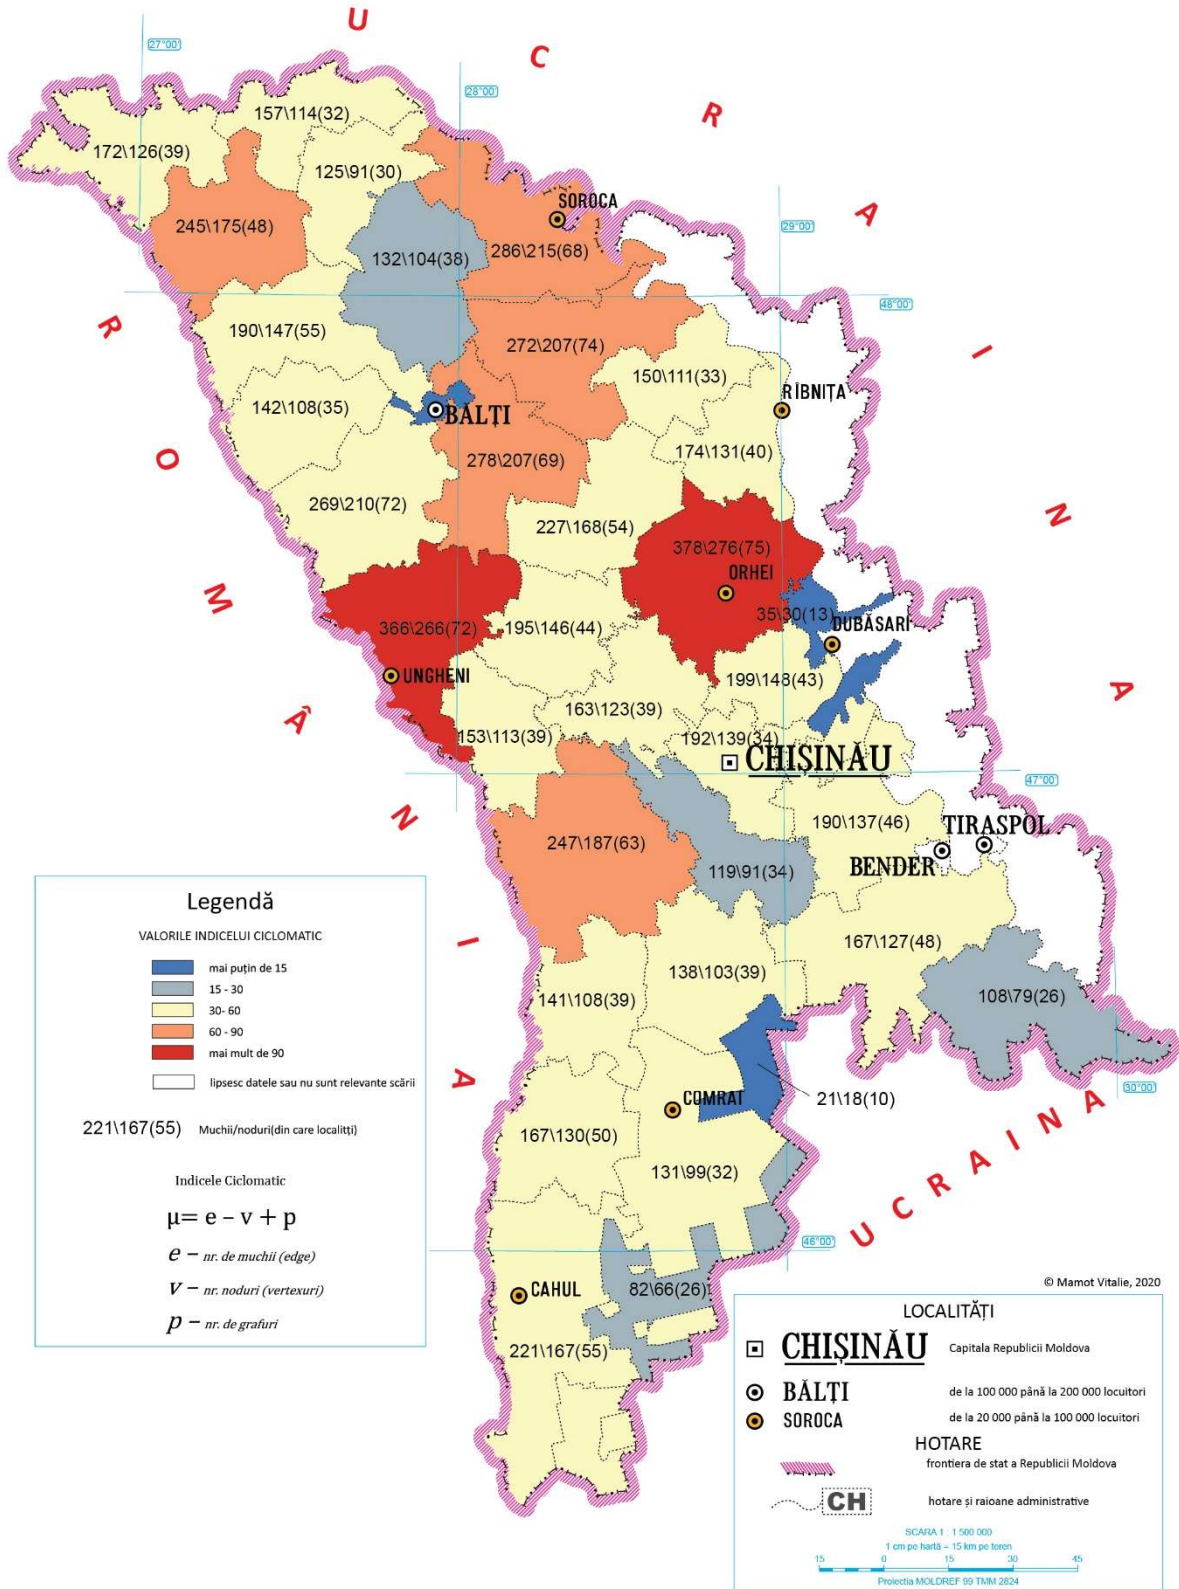 U C R A I N A
27°00'
28°00'
157\114(32)
172\126(39)
125\91(30)
SOROCA
245\175(48)
29°00'
286\215(68)
132\104(38)
48°00'
190\147(55)
272\207(74)
150\111(33)
RÎBNIȚA
142\108(35)
BĂLȚI
174\131(40)
278\207(69)
269\210(72)
227\168(54)
378\276(75)
ORHEI
35\30(13)
DUBĂSARI
366\266(72)
195\146(44)
UNGHENI
199\148(43)
163\123(39)
153\113(39)
192\139(34)
CHIȘINĂU
47°00'
R O M Â N I A
190\137(46)
TIRASPOL
BENDER
247\187(63)
119\91(34)
167\127(48)
138\103(39)
141\108(39)
108\79(26)
30°00'
21\18(10)
COMRAT
167\130(50)
131\99(32)
UCRAINA
46°00'
82\66(26)
CAHUL
221\167(55)
Legendă
VALORILE INDICELUI CICLOMATIC
mai puțin de 15
15 - 30
30- 60
60 - 90
mai mult de 90
lipsesc datele sau nu sunt relevante scării
221\167(55) Muchii/noduri(din care localitți)
Indicele Ciclomatic
μ= e – v + p
e – nr. de muchii (edge)
v – nr. noduri (vertexuri)
p – nr. de grafuri
© Mamot Vitalie, 2020
LOCALITĂȚI
CHIȘINĂU Capitala Republicii Moldova
BĂLȚI de la 100 000 până la 200 000 locuitori
SOROCA de la 20 000 până la 100 000 locuitori
HOTARE
frontiera de stat a Republicii Moldova
CH hotare și raioane administrative
SCARA 1 : 1 500 000
1 cm pe hartă = 15 km pe teren
15 0 15 30 45
Proiectia MOLDREF 99 TMM 2824